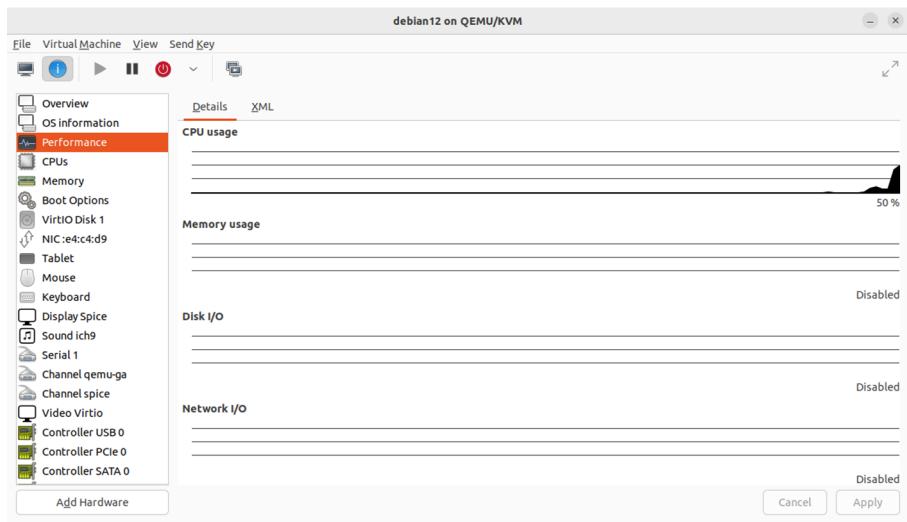 debian12 on QEMU/KVM
File Virtual Machine View Send Key
Overview
OS information
Performance
CPUs
Memory
Boot Options
VirtIO Disk 1
NIC :e4:c4:d9
Tablet
Mouse
Keyboard
Display Spice
Sound ich9
Serial 1
Channel qemu-ga
Channel spice
Video Virtio
Controller USB 0
Controller PCIe 0
Controller SATA 0
Add Hardware
Details XML
CPU usage
50 %
Memory usage
Disabled
Disk I/O
Disabled
Network I/O
Disabled
Cancel Apply